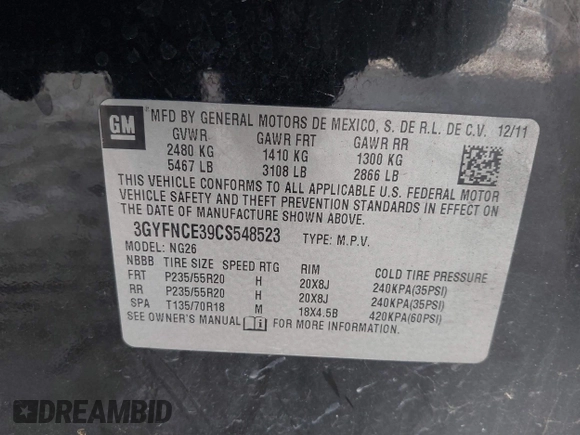 GM
MFD BY GENERAL MOTORS DE MEXICO, S. DE R.L. DE C.V. 12/11
GVWR GAWR FRT GAWR RR
2480 KG 1410 KG 1300 KG
5467 LB 3108 LB 2866 LB
THIS VEHICLE CONFORMS TO ALL APPLICABLE U.S. FEDERAL MOTOR
VEHICLE SAFETY AND THEFT PREVENTION STANDARDS IN EFFECT ON
THE DATE OF MANUFACTURE SHOWN ABOVE.
3GYFNCE39CS548523 TYPE: M.P.V.
MODEL: NG26
NBBB TIRE SIZE SPEED RTG RIM COLD TIRE PRESSURE
FRT P235/55R20 H 20X8J 240KPA(35PSI)
RR P235/55R20 H 20X8J 240KPA(35PSI)
SPA T135/70R18 M 18X4.5B 420KPA(60PSI)
SEE OWNER'S MANUAL FOR MORE INFORMATION.
DREAMBID